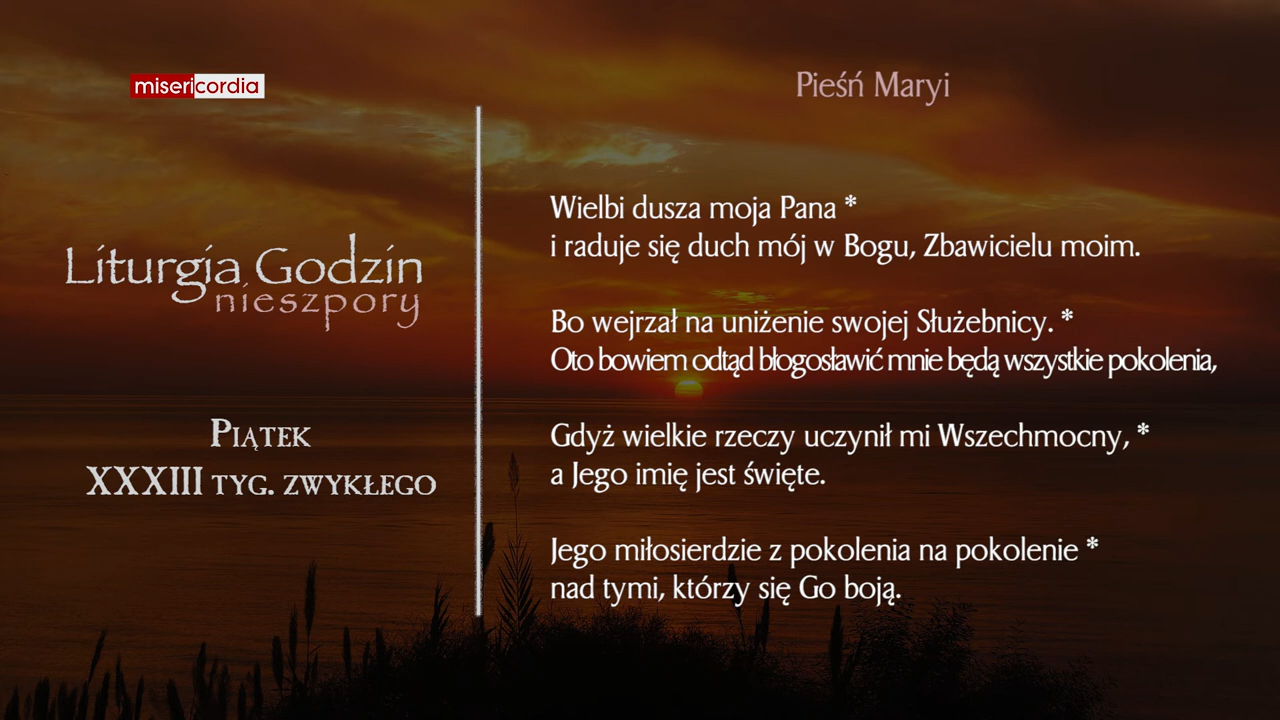 misericordia
Liturgia Godzin
nieszpory
Piątek
XXXIII tyg. zwykłego
Pieśń Maryi
Wielbi dusza moja Pana *
i raduje się duch mój w Bogu, Zbawicielu moim.
Bo wejrzał na uniżenie swojej Służebnicy. *
Oto bowiem odtąd błogosławić mnie będą wszystkie pokolenia,
Gdyż wielkie rzeczy uczynił mi Wszechmocny, *
a Jego imię jest święte.
Jego miłosierdzie z pokolenia na pokolenie *
nad tymi, którzy się Go boją.